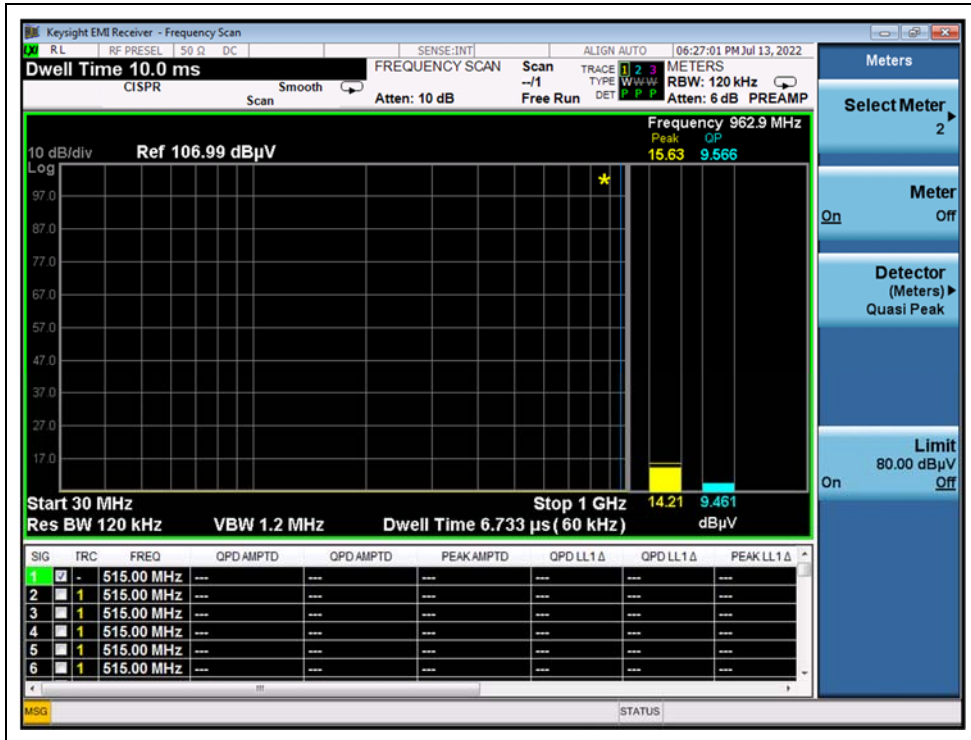 Keysight EMI Receiver - Frequency Scan
LXI RL RF PRESEL 50 Ω DC SENSE:INT ALIGN AUTO 06:27:01 PM Jul 13, 2022
Dwell Time 10.0 ms FREQUENCY SCAN Scan TRACE 1 2 3 METERS
CISPR Smooth --/1 TYPE W W W RBW: 120 kHz
Scan Atten: 10 dB Free Run DET P P P Atten: 6 dB PREAMP
Frequency 962.9 MHz
Peak QP
10 dB/div Ref 106.99 dBµV 15.63 9.566
Log
*
97.0
87.0
77.0
67.0
57.0
47.0
37.0
27.0
17.0
Start 30 MHz Stop 1 GHz 14.21 9.461
Res BW 120 kHz VBW 1.2 MHz Dwell Time 6.733 µs (60 kHz) dBµV
SIG TRC FREQ QPD AMPTD QPD AMPTD PEAK AMPTD QPD LL1 Δ QPD LL1 Δ PEAK LL1 Δ
1 - 515.00 MHz --- --- --- --- --- ---
2 1 515.00 MHz --- --- --- --- --- ---
3 1 515.00 MHz --- --- --- --- --- ---
4 1 515.00 MHz --- --- --- --- --- ---
5 1 515.00 MHz --- --- --- --- --- ---
6 1 515.00 MHz --- --- --- --- --- ---
MSG STATUS
Meters
Select Meter
2
Meter
On Off
Detector
(Meters)
Quasi Peak
Limit
80.00 dBµV
On Off